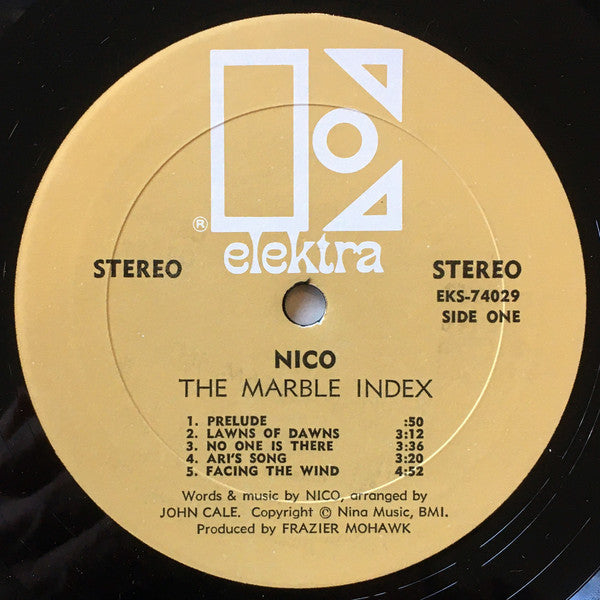 ®
elektra
STEREO STEREO
EKS-74029
SIDE ONE
NICO
THE MARBLE INDEX
1. PRELUDE :50
2. LAWNS OF DAWNS 3:12
3. NO ONE IS THERE 3:36
4. ARI'S SONG 3:20
5. FACING THE WIND 4:52
Words & music by NICO, arranged by
JOHN CALE. Copyright © Nina Music, BMI.
Produced by FRAZIER MOHAWK